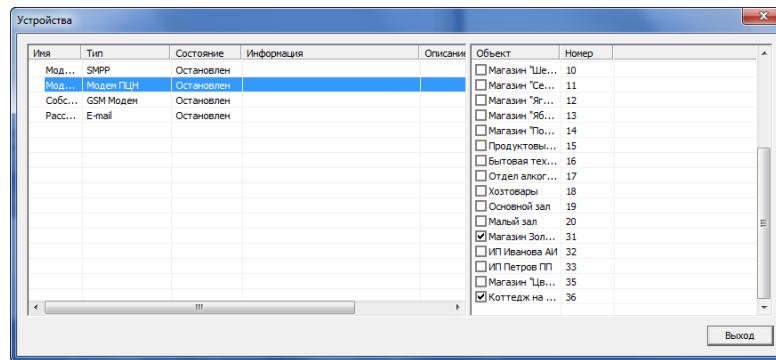 Устройства
Имя Тип Состояние Информация Описание
Мод... SMPP Остановлен
Мод... Модем ПЦН Остановлен
Собс... GSM Модем Остановлен
Расс... E-mail Остановлен
Объект Номер
Магазин "Ше... 10
Магазин "Се... 11
Магазин "Яг... 12
Магазин "Яб... 13
Магазин "По... 14
Продуктовы... 15
Бытовая тех... 16
Отдел алког... 17
Хозтовары 18
Основной зал 19
Малый зал 20
Магазин Зол... 31
ИП Иванова АИ 32
ИП Петров ПП 33
Магазин "Цв... 35
Коттедж на ... 36
Выход